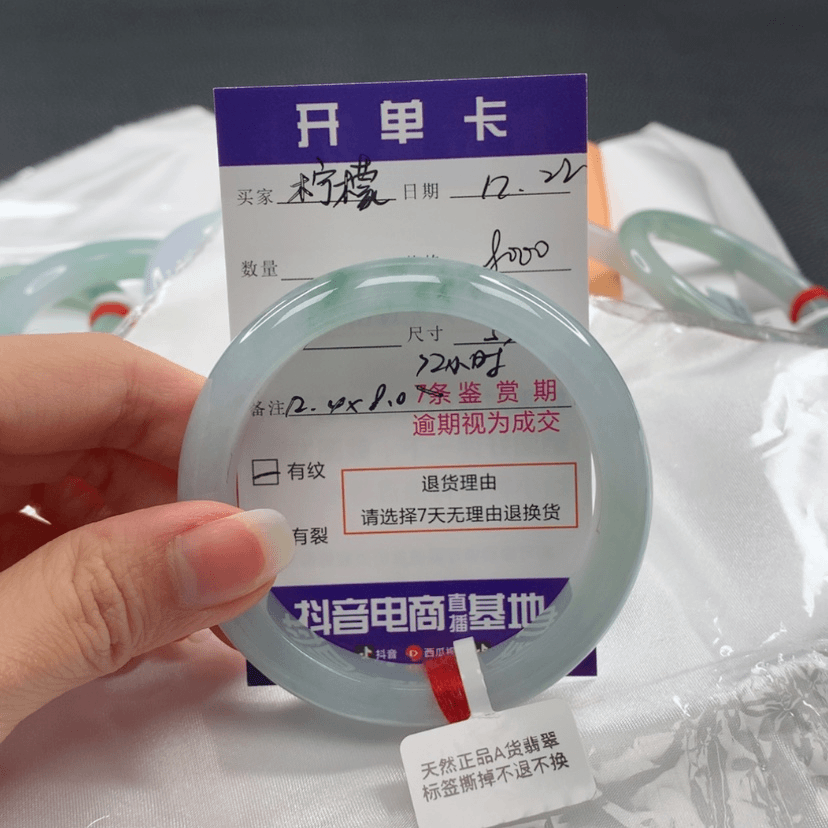 开单卡
买家 柠檬 日期 12.22
数量 8000
尺寸
72小时
备注 12.4×8.0 7条鉴赏期
逾期视为成交
有纹
退货理由
请选择7天无理由退换货
有裂
抖音电商直播基地
抖音 西瓜
天然正品A货翡翠
标签撕掉不退不换